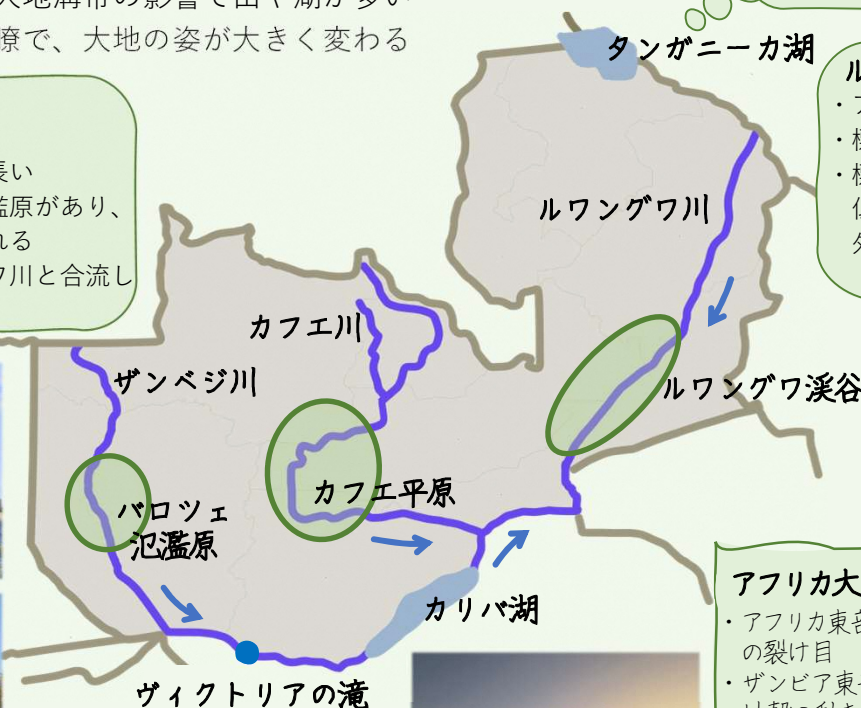 大地溝帯の影響で山や湖が多い
瞭で、大地の姿が大きく変わる
長い
氾濫原があり、
れる
川と合流し
タンガニーカ湖
ル
ルワングワ川
カフエ川
ザンベジ川
ルワングワ渓谷
カフエ平原
バロツェ
氾濫原
カリバ湖
ヴィクトリアの滝
アフリカ大
・アフリカ東部
の裂け目
・ザンビア東